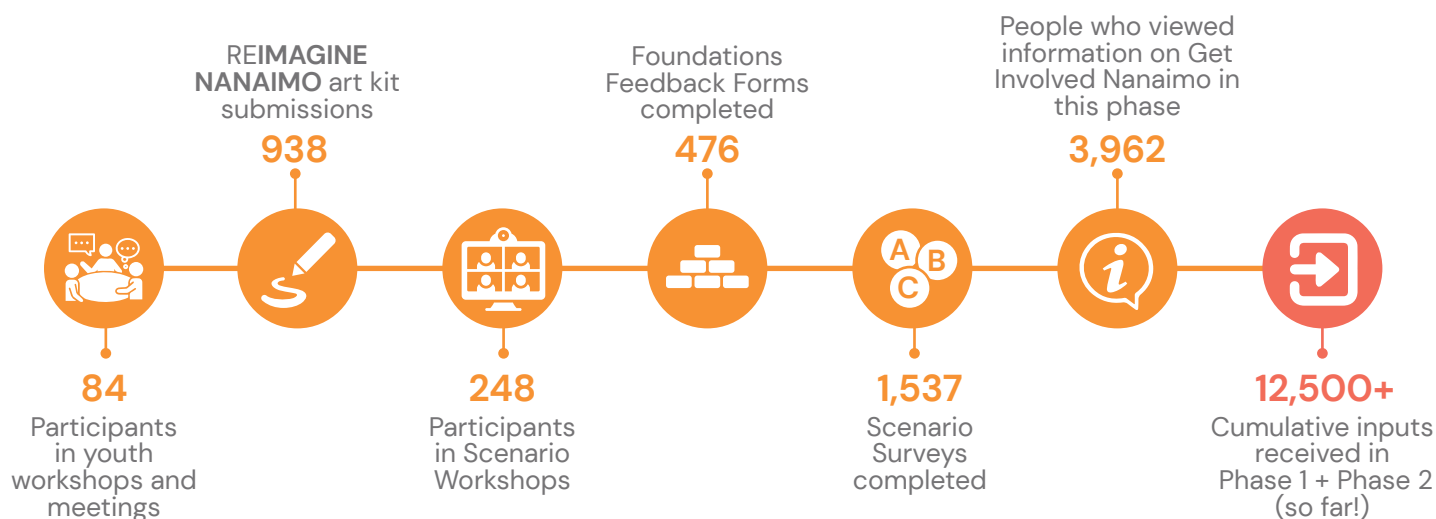 REIMAGINE
NANAIMO art kit
submissions
938
Foundations
Feedback Forms
completed
476
People who viewed
information on Get
Involved Nanaimo in
this phase
3,962
A
B
C
i
84
Participants
in youth
workshops and
meetings
248
Participants
in Scenario
Workshops
1,537
Scenario
Surveys
completed
12,500+
Cumulative inputs
received in
Phase 1 + Phase 2
(so far!)